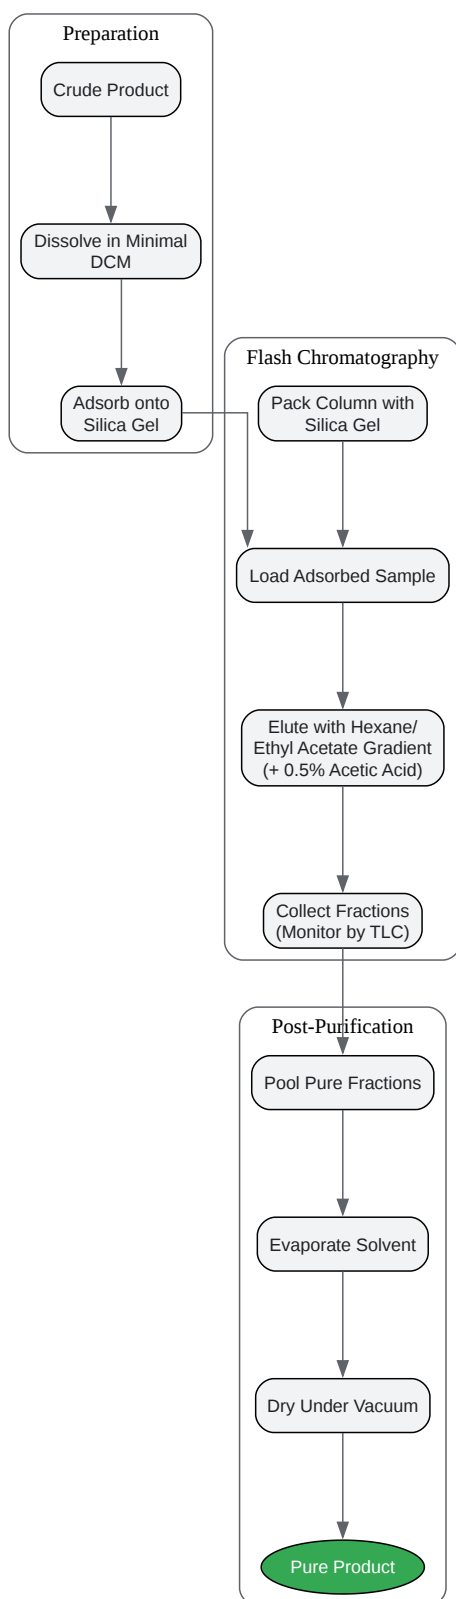 Preparation
Crude Product
Dissolve in Minimal
DCM
Adsorb onto
Silica Gel
Flash Chromatography
Pack Column with
Silica Gel
Load Adsorbed Sample
Elute with Hexane/
Ethyl Acetate Gradient
(+ 0.5% Acetic Acid)
Collect Fractions
(Monitor by TLC)
Post-Purification
Pool Pure Fractions
Evaporate Solvent
Dry Under Vacuum
Pure Product